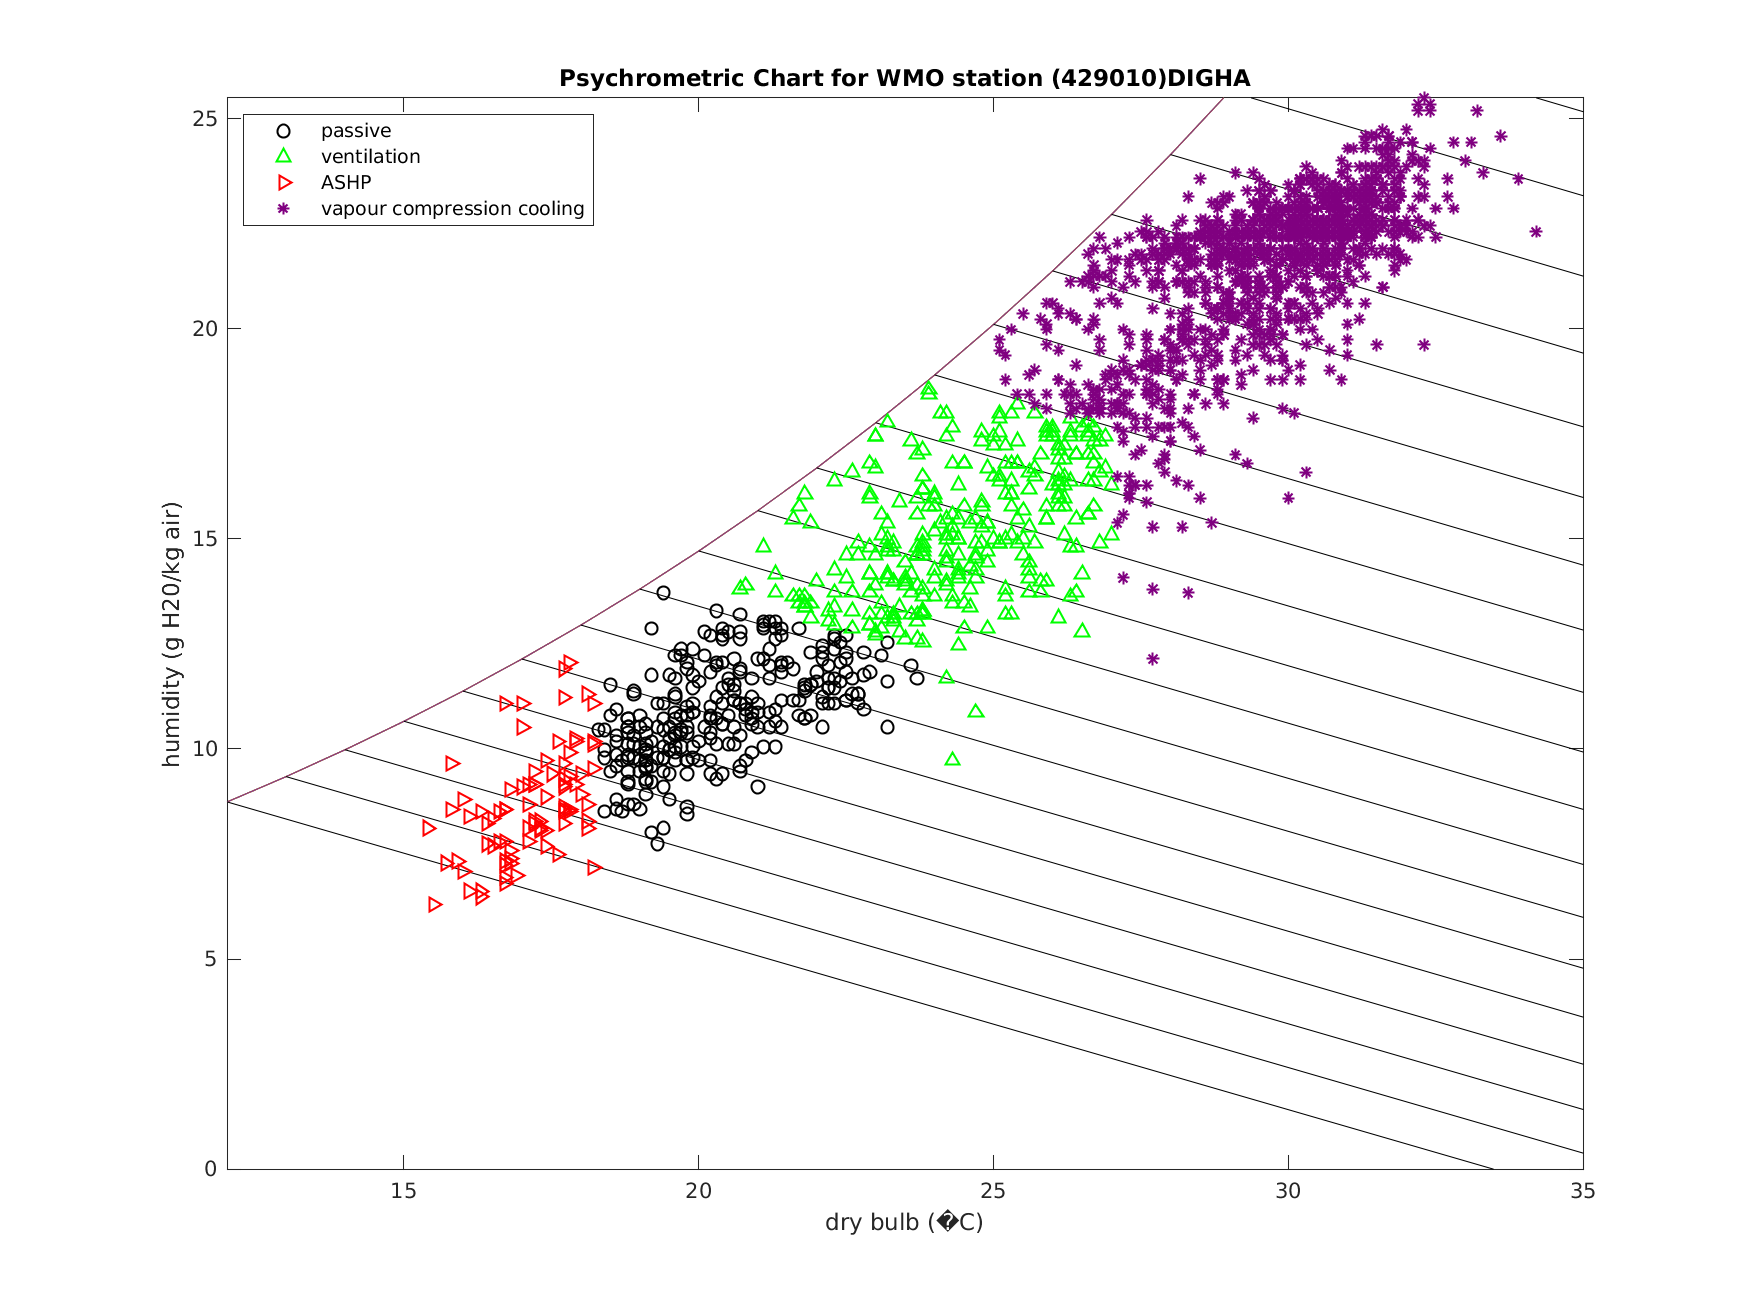 Psychrometric Chart for WMO station (429010)DIGHA
passive
ventilation
ASHP
vapour compression cooling
25
20
15
10
5
0
humidity (g H20/kg air)
15
20
25
30
35
dry bulb (�C)